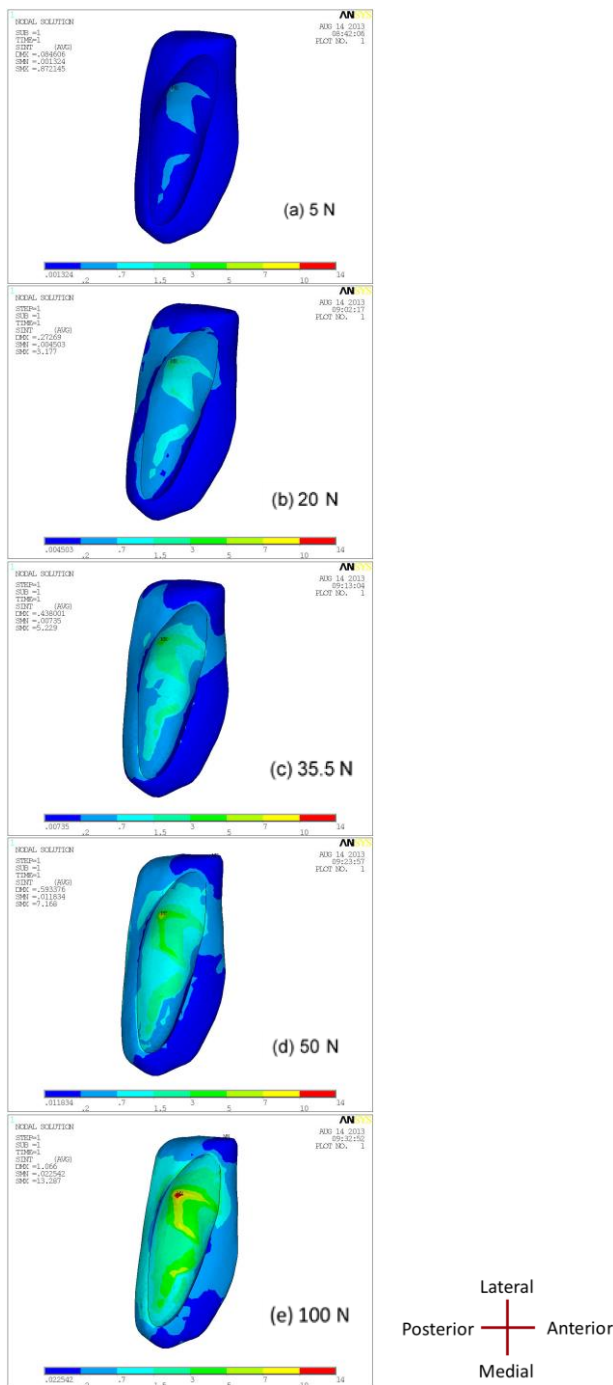 1
NODAL SOLUTION
SUB =1
TIME=1
SINT (AVG)
DMX =.084606
SMN =.001324
SMX =.872145
AN
AUG 14 2013
08:42:06
PLOT NO. 1
(a) 5 N
.001324 .2 .7 1.5 3 5 7 10 14
1
NODAL SOLUTION
STEP=1
SUB =1
TIME=1
SINT (AVG)
DMX =.27269
SMN =.004503
SMX =3.177
AN
AUG 14 2013
09:02:17
PLOT NO. 1
(b) 20 N
.004503 .2 .7 1.5 3 5 7 10 14
NODAL SOLUTION
STEP=1
SUB =1
TIME=1
SINT (AVG)
DMX =.438001
SMN =.00735
SMX =5.229
AN
AUG 14 2013
09:13:04
PLOT NO. 1
(c) 35.5 N
.00735 .2 .7 1.5 3 5 7 10 14
NODAL SOLUTION
STEP=1
SUB =1
TIME=1
SINT (AVG)
DMX =.593376
SMN =.011834
SMX =7.168
AN
AUG 14 2013
09:23:57
PLOT NO. 1
(d) 50 N
.011834 .2 .7 1.5 3 5 7 10 14
1
NODAL SOLUTION
STEP=1
SUB =1
TIME=1
SINT (AVG)
DMX =1.066
SMN =.022542
SMX =13.287
AN
AUG 14 2013
09:32:52
PLOT NO. 1
(e) 100 N
.022542 .2 .7 1.5 3 5 7 10 14
Lateral
Posterior Anterior
Medial